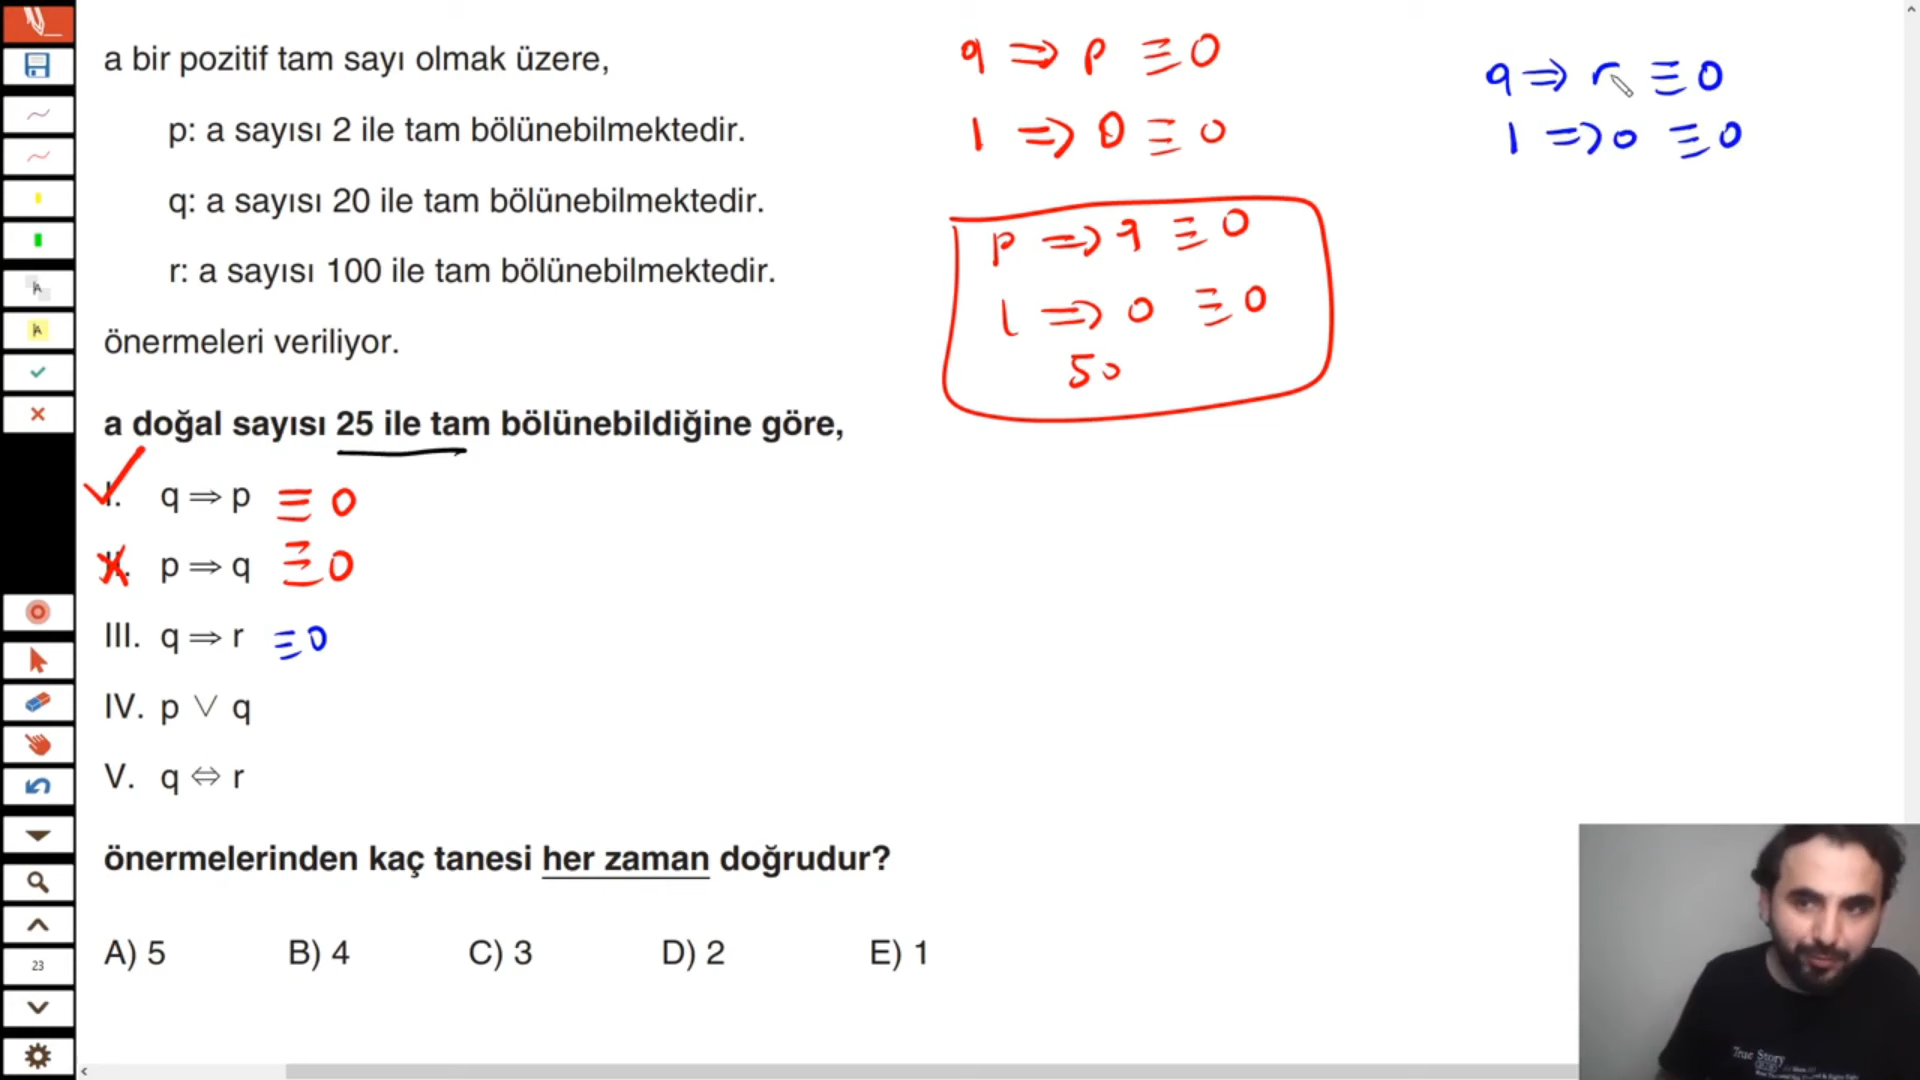 a bir pozitif tam sayı olmak üzere,
p: a sayısı 2 ile tam bölünebilmektedir.
q: a sayısı 20 ile tam bölünebilmektedir.
r: a sayısı 100 ile tam bölünebilmektedir.
önermeleri veriliyor.
a doğal sayısı 25 ile tam bölünebildiğine göre,
I. q ⇒ p ≡ 0
II. p ⇒ q ≡ 0
III. q ⇒ r ≡ 0
IV. p ∨ q
V. q ⇔ r
önermelerinden kaç tanesi her zaman doğrudur?
A) 5 B) 4 C) 3 D) 2 E) 1
q ⇒ p ≡ 0
1 ⇒ 0 ≡ 0
p ⇒ q ≡ 0
1 ⇒ 0 ≡ 0
50
q ⇒ r ≡ 0
1 ⇒ 0 ≡ 0
23
True Story